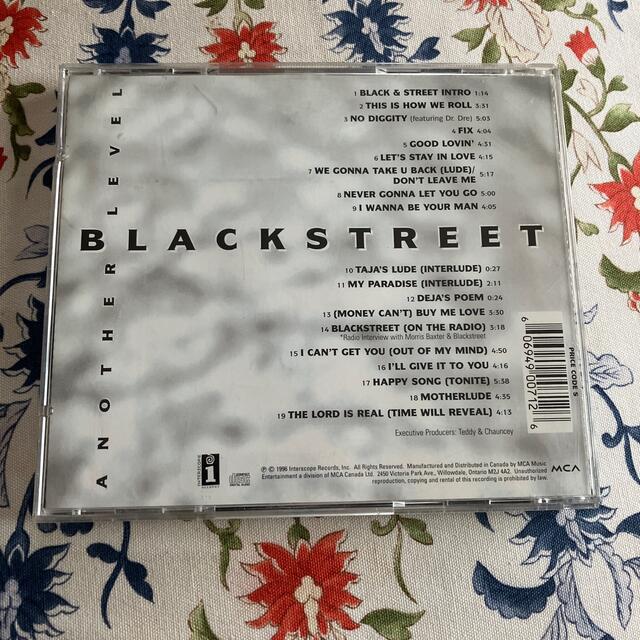 ANOTHER LEVEL
1 BLACK & STREET INTRO 1:14
2 THIS IS HOW WE ROLL 3:31
3 NO DIGGITY (featuring Dr. Dre) 5:03
4 FIX 4:04
5 GOOD LOVIN' 4:31
6 LET'S STAY IN LOVE 4:15
7 WE GONNA TAKE U BACK (LUDE)/
DON'T LEAVE ME 5:17
8 NEVER GONNA LET YOU GO 5:00
9 I WANNA BE YOUR MAN 4:05
BLACKSTREET
10 TAJA'S LUDE (INTERLUDE) 0:27
11 MY PARADISE (INTERLUDE) 2:11
12 DEJA'S POEM 0:24
13 (MONEY CAN'T) BUY ME LOVE 5:30
14 BLACKSTREET (ON THE RADIO) 3:18
*Radio Interview with Morris Baxter & Blackstreet
15 I CAN'T GET YOU (OUT OF MY MIND) 4:50
16 I'LL GIVE IT TO YOU 4:16
17 HAPPY SONG (TONITE) 5:38
18 MOTHERLUDE 4:35
19 THE LORD IS REAL (TIME WILL REVEAL) 4:13
Executive Producers: Teddy & Chauncey
6 06949 00712 6
PRICE CODE S
INTERSCOPE RECORDS
COMPACT disc DIGITAL AUDIO
℗ © 1996 Interscope Records, Inc. All Rights Reserved. Manufactured and Distributed in Canada by MCA Music
Entertainment a division of MCA Canada Ltd. 2450 Victoria Park Ave., Willowdale, Ontario M2J 4A2. Unauthorized
reproduction, copying and rental of this recording is prohibited by law.
MCA